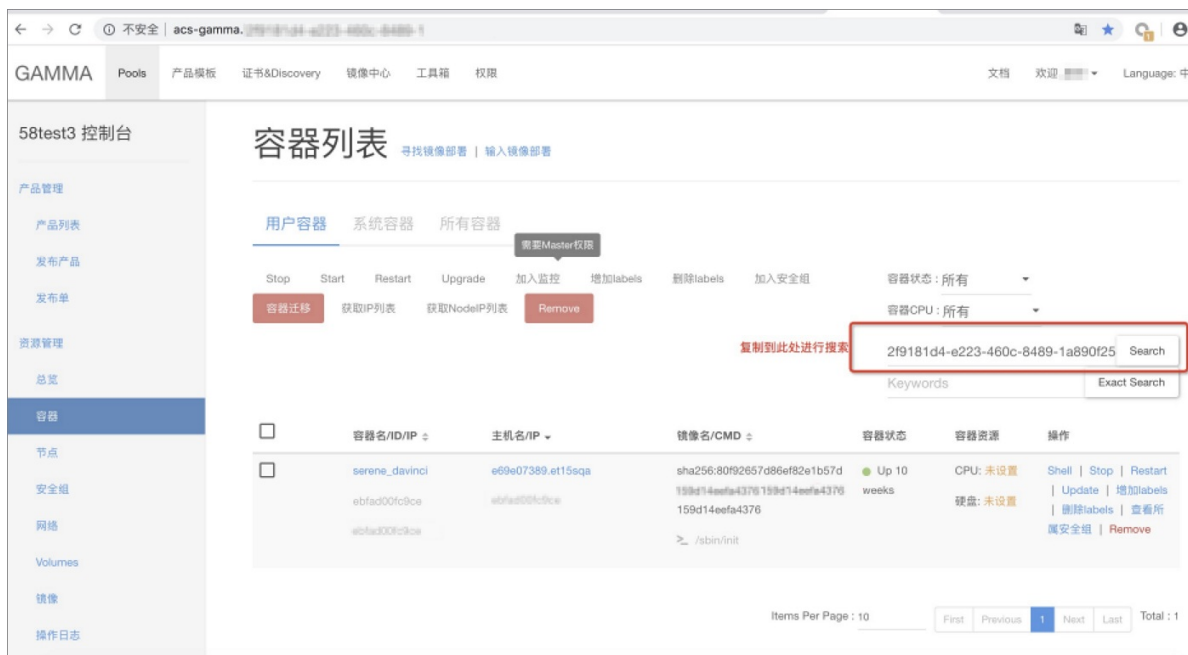 不安全 | acs-gamma.
GAMMA Pools 产品模板 证书&Discovery 镜像中心 工具箱 权限 文档 欢迎 Language: 中
58test3 控制台
容器列表 寻找镜像部署 | 输入镜像部署
产品管理
产品列表
发布产品
发布单
资源管理
总览
容器
节点
安全组
网络
Volumes
镜像
操作日志
用户容器 系统容器 所有容器
需要Master权限
Stop Start Restart Upgrade 加入监控 增加labels 删除labels 加入安全组
容器迁移 获取IP列表 获取NodeIP列表 Remove
容器状态 : 所有
容器CPU : 所有
复制到此处进行搜索
2f9181d4-e223-460c-8489-1a890f25 Search
Keywords Exact Search
容器名/ID/IP 主机名/IP 镜像名/CMD 容器状态 容器资源 操作
serene_davinci e69e07389.et15sqa sha256:80f92657d86ef82e1b57d Up 10 CPU: 未设置 Shell | Stop | Restart
ebfad00fc9ce ebfad00fc9ce 159d14eefa4376159d14eefa4376 weeks 硬盘: 未设置 | Update | 增加labels
159d14eefa4376 | 删除labels | 查看所
ebfad00fc9ce >_ /sbin/init 属安全组 | Remove
Items Per Page : 10 First Previous 1 Next Last Total : 1